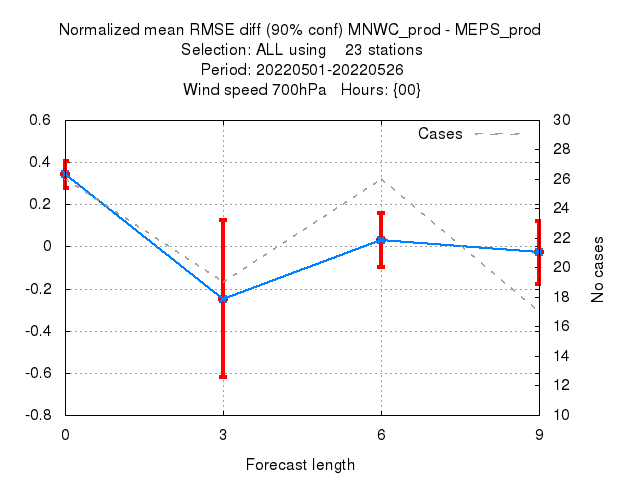 Normalized mean RMSE diff (90% conf) MNWC_prod - MEPS_prod
Selection: ALL using 23 stations
Period: 20220501-20220526
Wind speed 700hPa Hours: {00}
Cases
0.6
0.4
0.2
0
-0.2
-0.4
-0.6
-0.8
30
28
26
24
22
20
18
16
14
12
10
No cases
0 3 6 9
Forecast length